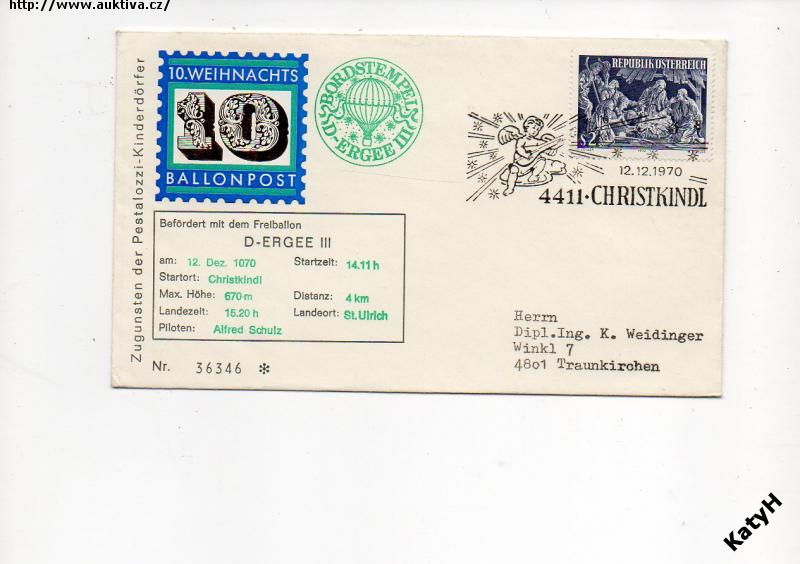 http://www.auktiva.cz/
Zugunsten der Pestalozzi-Kinderdörfer
10. WEIHNACHTS
10
BALLONPOST
BORDSTEMPEL
D-ERGEE III
REPUBLIK ÖSTERREICH
S2
12.12.1970
4411·CHRISTKINDL
Befördert mit dem Freiballon
D-ERGEE III
am: 12. Dez. 1070 Startzeit: 14.11 h
Startort: Christkindl
Max. Höhe: 670 m Distanz: 4 km
Landezeit: 15.20 h Landeort: St. Ulrich
Piloten: Alfred Schulz
Nr. 36346 *
Herrn
Dipl.Ing. K. Weidinger
Winkl 7
4801 Traunkirchen
KatyH